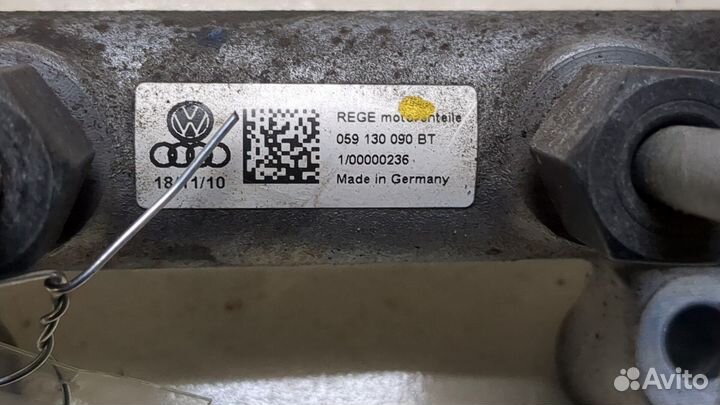 REGE motorenteile
059 130 090 BT
1/00000236
Made in Germany
18/11/10
Avito